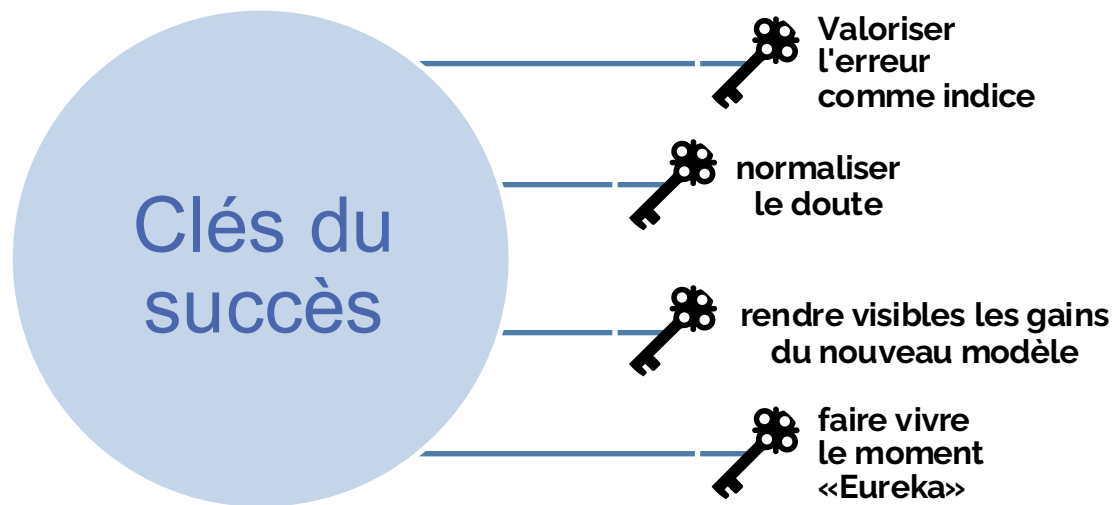 Clés du
succès
Valoriser
l'erreur
comme indice
normaliser
le doute
rendre visibles les gains
du nouveau modèle
faire vivre
le moment
«Eureka»